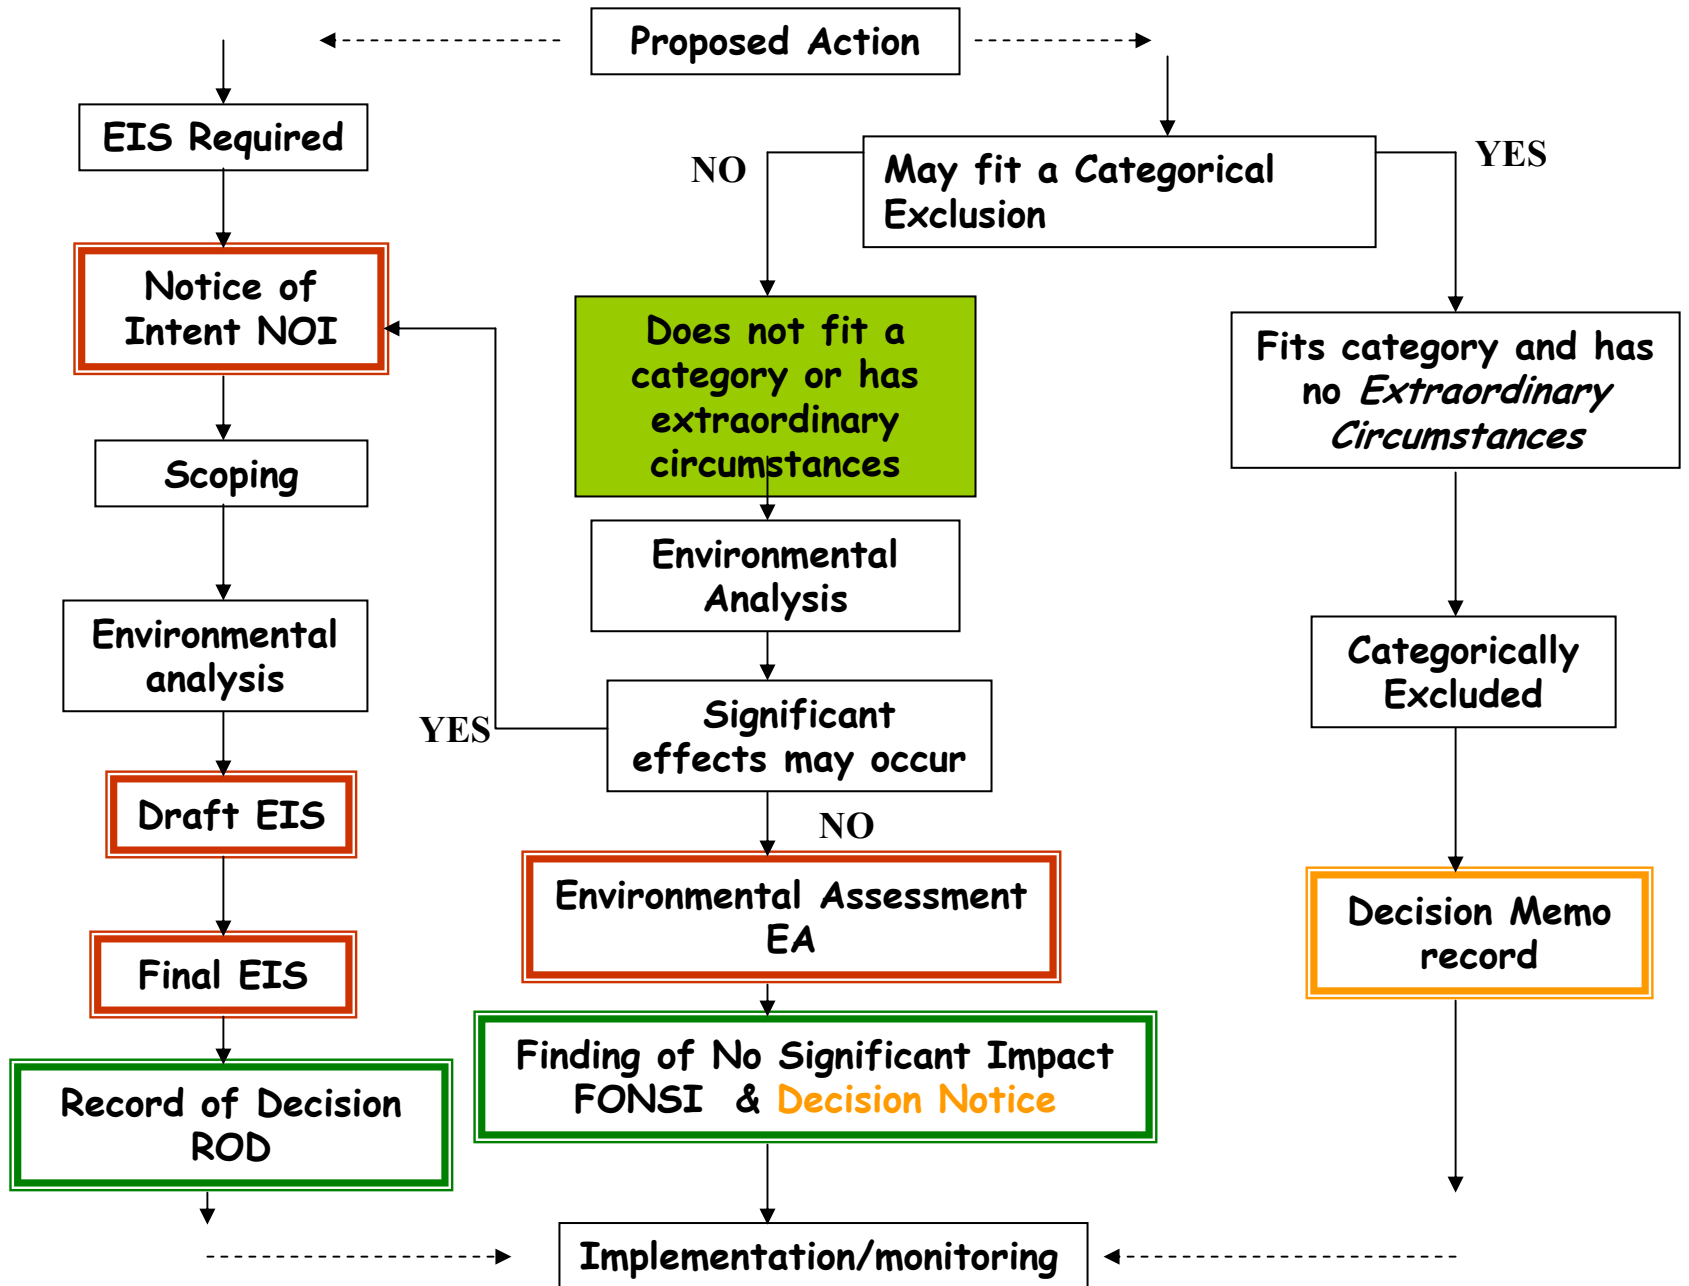 Proposed Action
EIS Required
NO
May fit a Categorical
Exclusion
YES
Notice of
Intent NOI
Does not fit a
category or has
extraordinary
circumstances
Fits category and has
no Extraordinary
Circumstances
Scoping
Environmental
Analysis
Environmental
analysis
Categorically
Excluded
YES
Significant
effects may occur
Draft EIS
NO
Environmental Assessment
EA
Decision Memo
record
Final EIS
Finding of No Significant Impact
FONSI & Decision Notice
Record of Decision
ROD
Implementation/monitoring